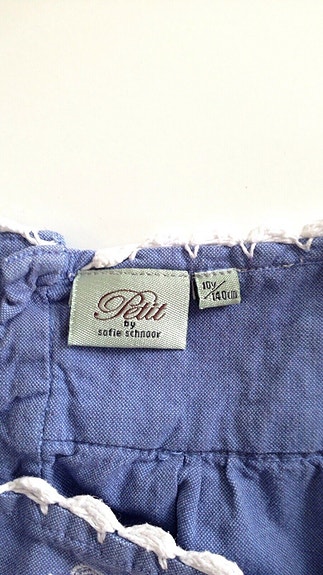 Petit
by
sofie schnoor
10Y/
140cm